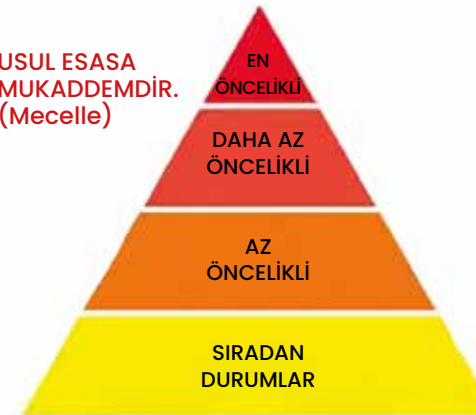 USUL ESASA
MUKADDEMDİR.
(Mecelle)
EN
ÖNCELİKLİ
DAHA AZ
ÖNCELİKLİ
AZ
ÖNCELİKLİ
SIRADAN
DURUMLAR